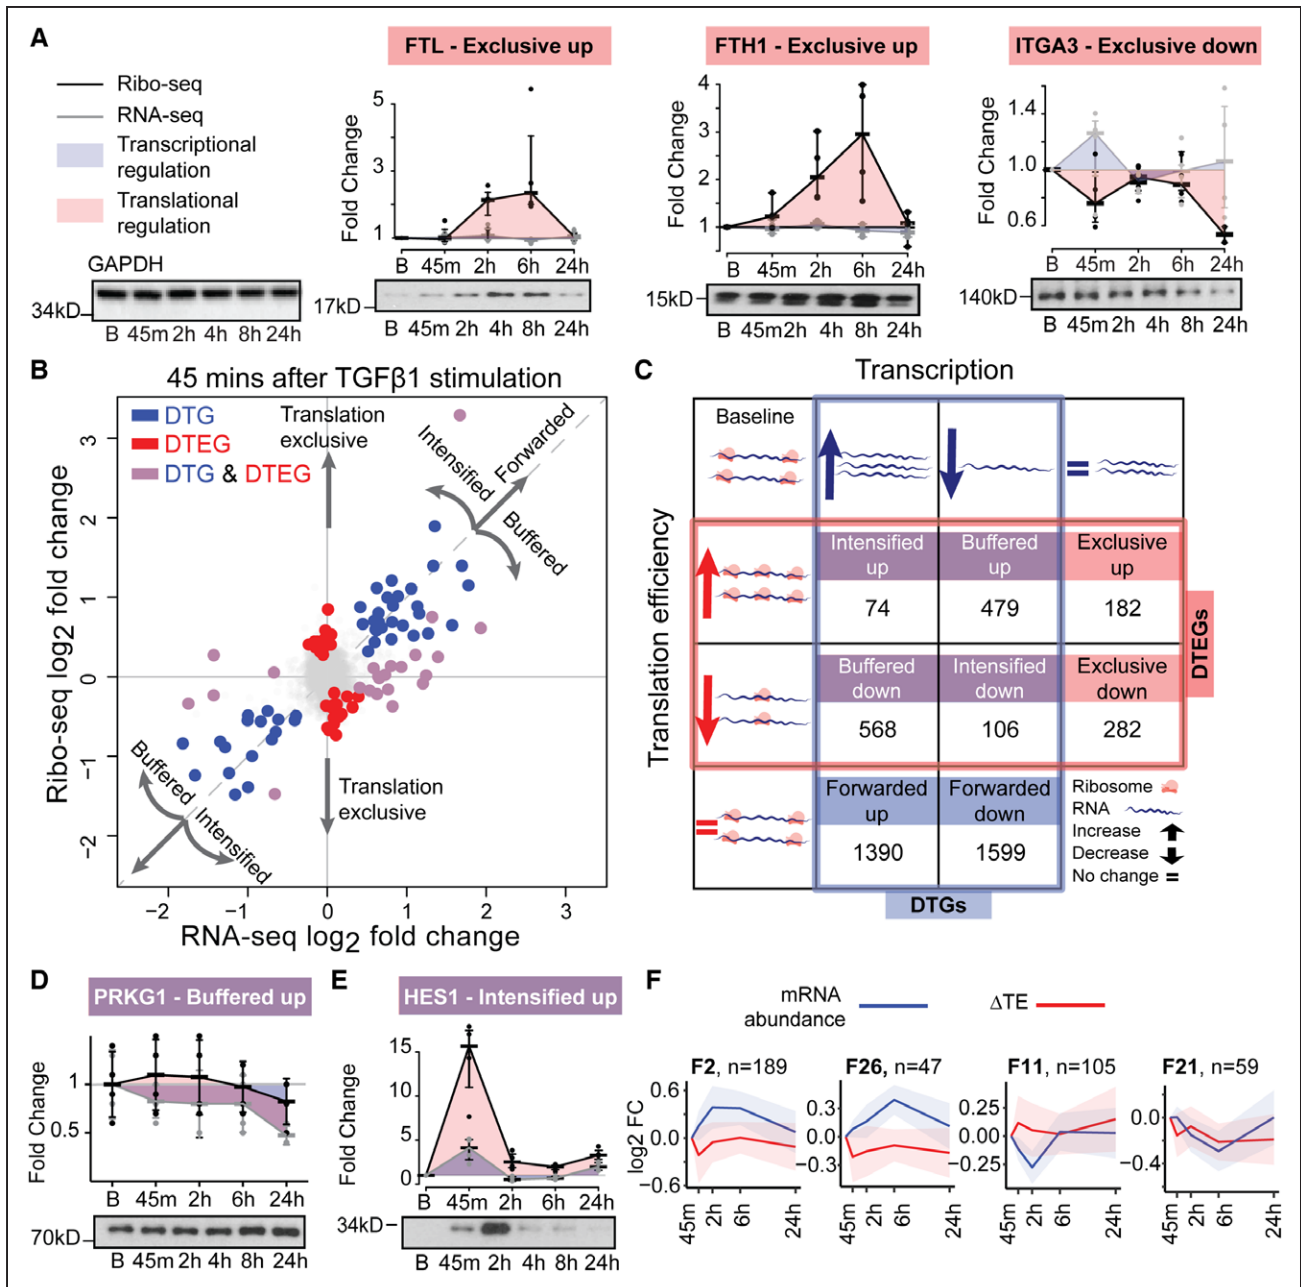 A
Ribo-seq
RNA-seq
Transcriptional
regulation
Translational
regulation
GAPDH
34kD
B 45m 2h 4h 8h 24h
FTL - Exclusive up
Fold Change
5
3
1
B 45m 2h 6h 24h
17kD
B 45m 2h 4h 8h 24h
FTH1 - Exclusive up
Fold Change
4
3
2
1
B 45m 2h 6h 24h
15kD
B 45m 2h 4h 8h 24h
ITGA3 - Exclusive down
Fold Change
1.4
1.0
0.6
B 45m 2h 6h 24h
140kD
B 45m 2h 4h 8h 24h
B
45 mins after TGFβ1 stimulation
DTG
DTEG
DTG & DTEG
Translation
exclusive
Intensified
Forwarded
Buffered
Buffered
Intensified
Translation
exclusive
Ribo-seq log2 fold change
3
2
1
0
−1
−2
−2 −1 0 1 2 3
RNA-seq log2 fold change
C
Transcription
Translation efficiency
Baseline
Intensified
up
74
Buffered
up
479
Exclusive
up
182
Buffered
down
568
Intensified
down
106
Exclusive
down
282
DTEGs
Forwarded
up
1390
Forwarded
down
1599
Ribosome
RNA
Increase
Decrease
No change
DTGs
D
PRKG1 - Buffered up
Fold Change
1
0.5
B 45m 2h 6h 24h
70kD
B 45m 2h 4h 8h 24h
E
HES1 - Intensified up
Fold Change
15
10
5
1
0
B 45m 2h 6h 24h
34kD
B 45m 2h 4h 8h 24h
F
mRNA
abundance
ΔTE
F2, n=189
log2 FC
0.6
0.0
−0.6
45m 2h 6h 24h
F26, n=47
0.3
0.0
−0.3
45m 2h 6h 24h
F11, n=105
0.25
0.00
−0.25
45m 2h 6h 24h
F21, n=59
0.0
−0.4
45m 2h 6h 24h